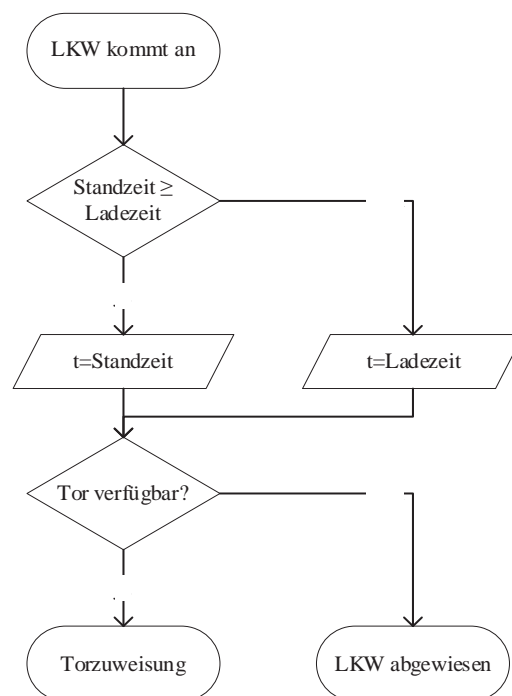 LKW kommt an
Standzeit ≥
Ladezeit
t=Standzeit
t=Ladezeit
Tor verfügbar?
Torzuweisung
LKW abgewiesen